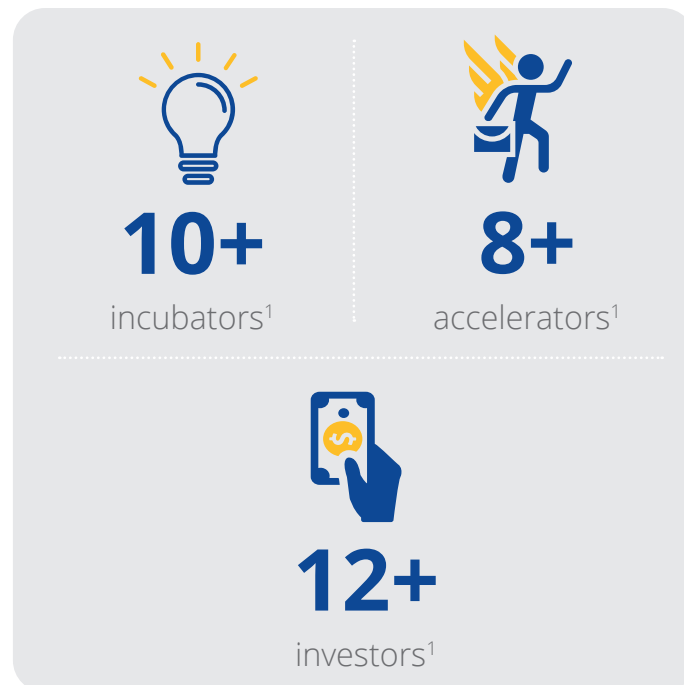 10+
incubators¹
8+
accelerators¹
$
12+
investors¹